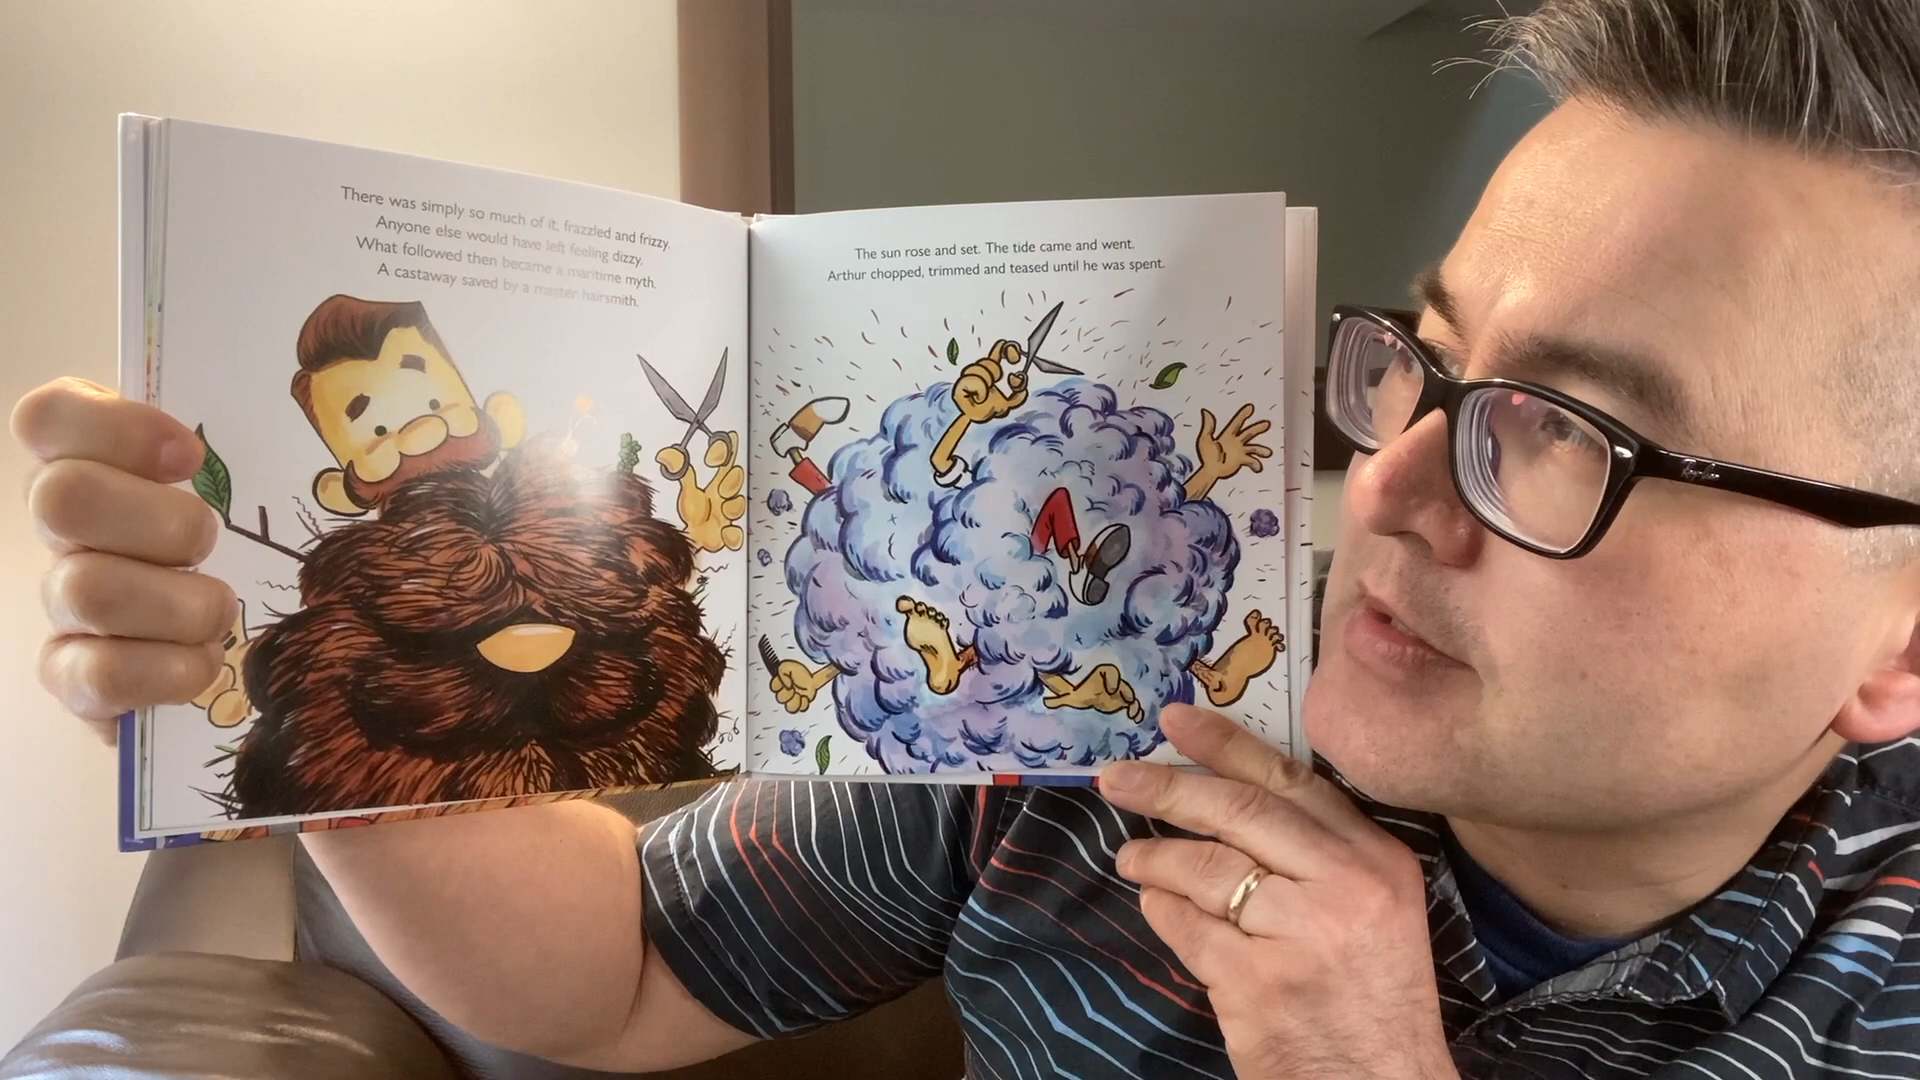 There was simply so much of it, frazzled and frizzy.
Anyone else would have left feeling dizzy.
What followed then became a maritime myth.
A castaway saved by a master hairsmith.
The sun rose and set. The tide came and went.
Arthur chopped, trimmed and teased until he was spent.
Ray-Ban